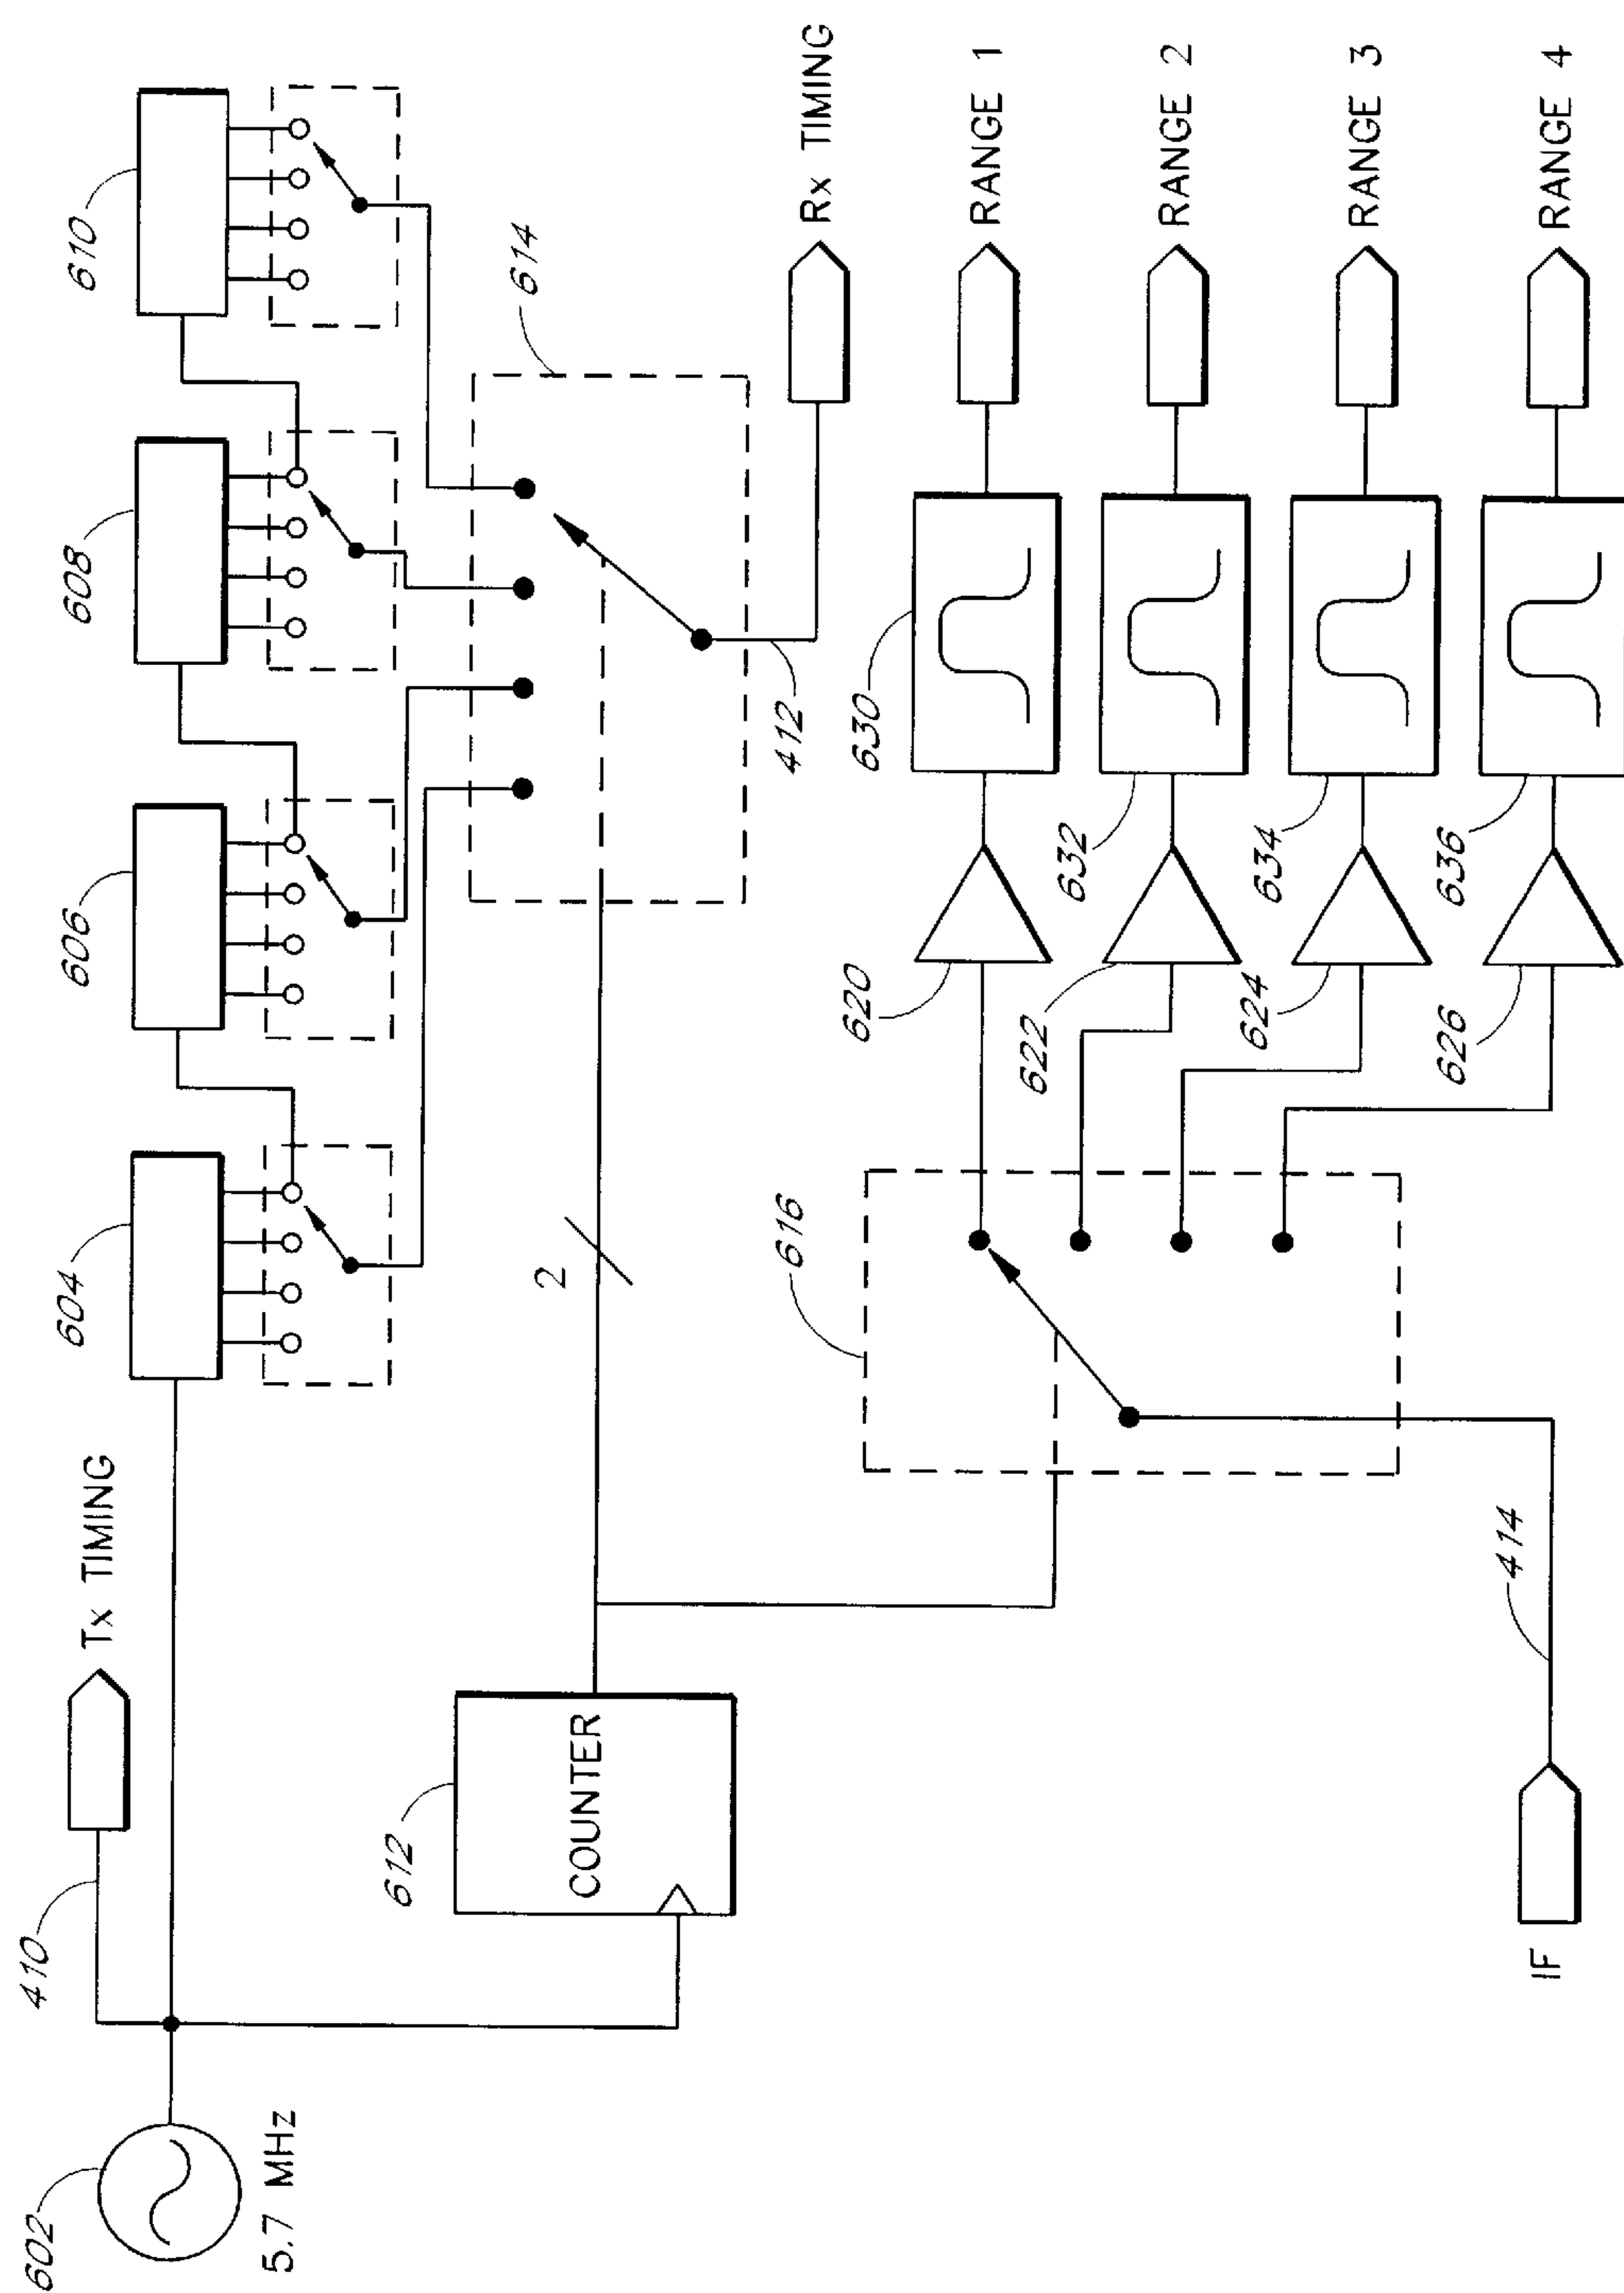 602
5.7 MHz
410
Tx TIMING
604
606
608
610
612
COUNTER
2
614
412
Rx TIMING
616
620
630
RANGE 1
622
632
RANGE 2
624
634
RANGE 3
626
636
RANGE 4
IF
414